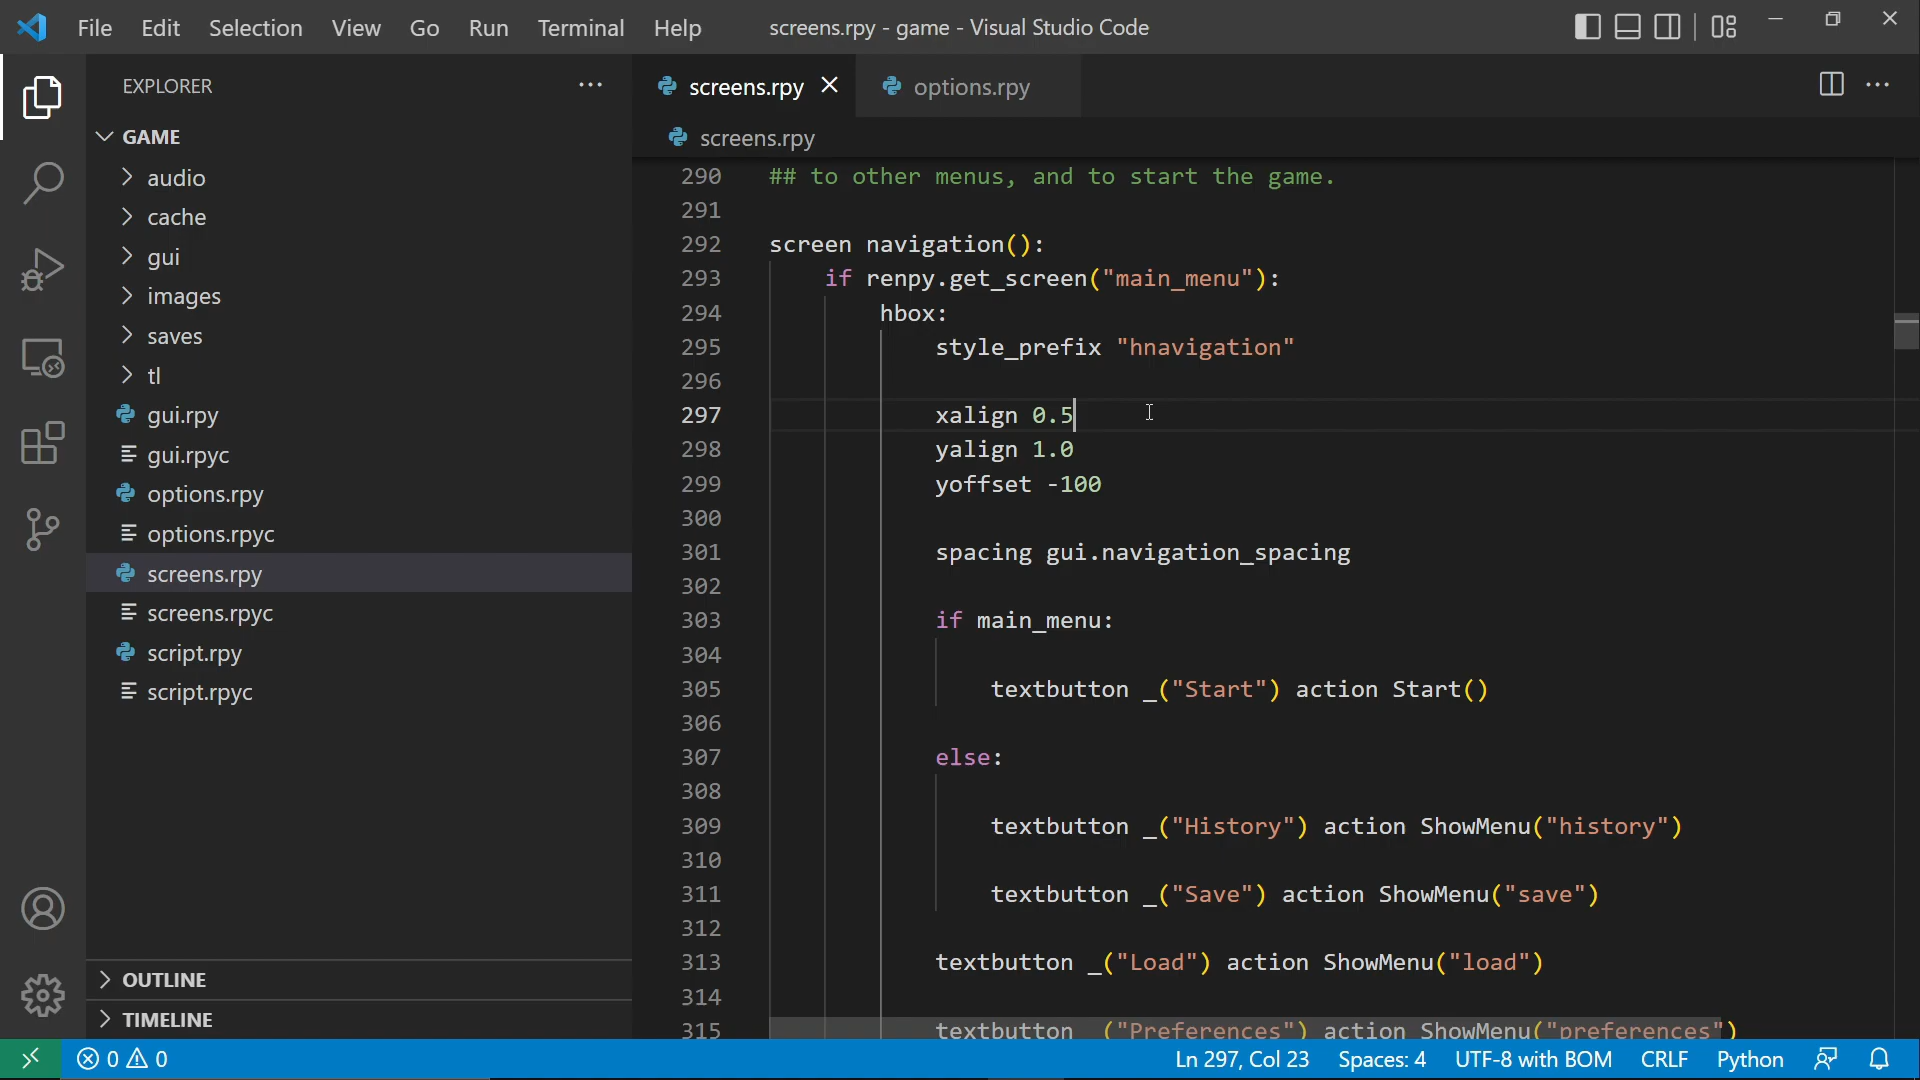 File Edit Selection View Go Run Terminal Help screens.rpy - game - Visual Studio Code
EXPLORER
GAME
audio
cache
gui
images
saves
tl
gui.rpy
gui.rpyc
options.rpy
options.rpyc
screens.rpy
screens.rpyc
script.rpy
script.rpyc
OUTLINE
TIMELINE
screens.rpy options.rpy
screens.rpy
290 ## to other menus, and to start the game.
291
292 screen navigation():
293 if renpy.get_screen("main_menu"):
294 hbox:
295 style_prefix "hnavigation"
296
297 xalign 0.5
298 yalign 1.0
299 yoffset -100
300
301 spacing gui.navigation_spacing
302
303 if main_menu:
304
305 textbutton _("Start") action Start()
306
307 else:
308
309 textbutton _("History") action ShowMenu("history")
310
311 textbutton _("Save") action ShowMenu("save")
312
313 textbutton _("Load") action ShowMenu("load")
314
315 textbutton _("Preferences") action ShowMenu("preferences")
0 0 Ln 297, Col 23 Spaces: 4 UTF-8 with BOM CRLF Python